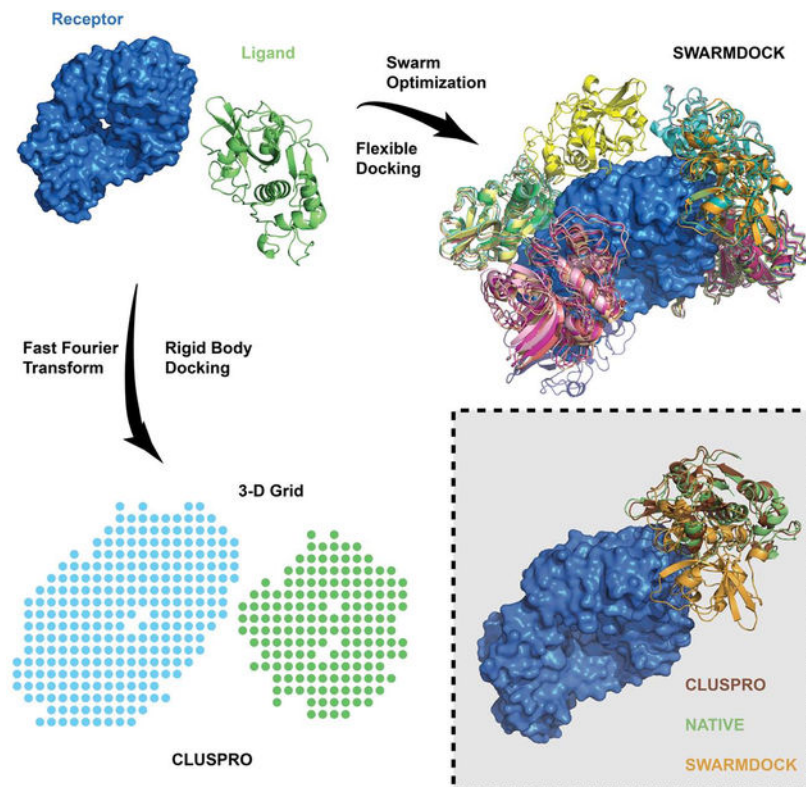 Receptor
Ligand
Swarm
Optimization
Flexible
Docking
SWARMDOCK
Fast Fourier
Transform
Rigid Body
Docking
3-D Grid
CLUSPRO
CLUSPRO
NATIVE
SWARMDOCK